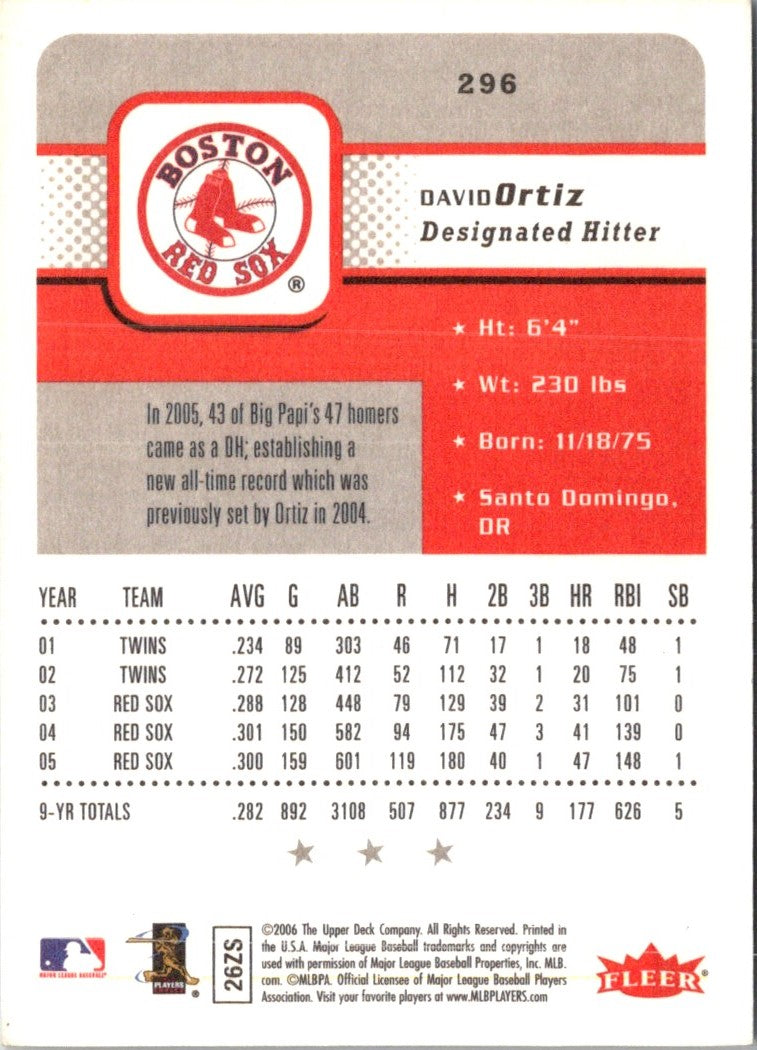 296
BOSTON
RED SOX
®
DAVID Ortiz
Designated Hitter
Ht: 6'4"
Wt: 230 lbs
Born: 11/18/75
Santo Domingo,
DR
In 2005, 43 of Big Papi's 47 homers
came as a DH; establishing a
new all-time record which was
previously set by Ortiz in 2004.
YEAR TEAM AVG G AB R H 2B 3B HR RBI SB
01 TWINS .234 89 303 46 71 17 1 18 48 1
02 TWINS .272 125 412 52 112 32 1 20 75 1
03 RED SOX .288 128 448 79 129 39 2 31 101 0
04 RED SOX .301 150 582 94 175 47 3 41 139 0
05 RED SOX .300 159 601 119 180 40 1 47 148 1
9-YR TOTALS .282 892 3108 507 877 234 9 177 626 5
MAJOR LEAGUE BASEBALL
PLAYERS
CHOICE
®
26ZS
©2006 The Upper Deck Company. All Rights Reserved. Printed in
the U.S.A. Major League Baseball trademarks and copyrights are
used with permission of Major League Baseball Properties, Inc. MLB.
com. ©MLBPA. Official Licensee of Major League Baseball Players
Association. Visit your favorite players at www.MLBPLAYERS.com
FLEER®